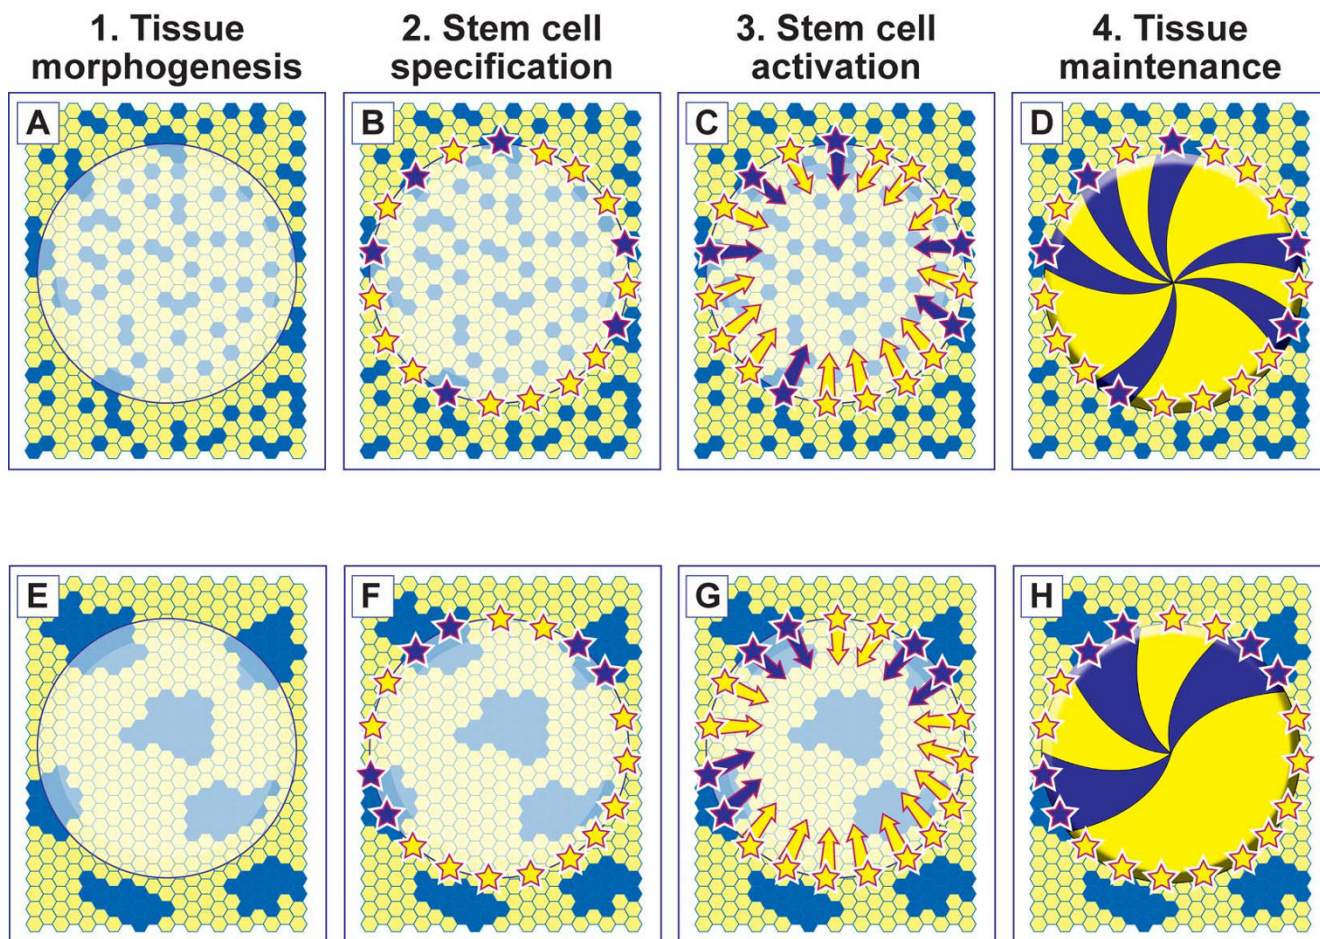 1. Tissue
morphogenesis
2. Stem cell
specification
3. Stem cell
activation
4. Tissue
maintenance
A
B
C
D
E
F
G
H